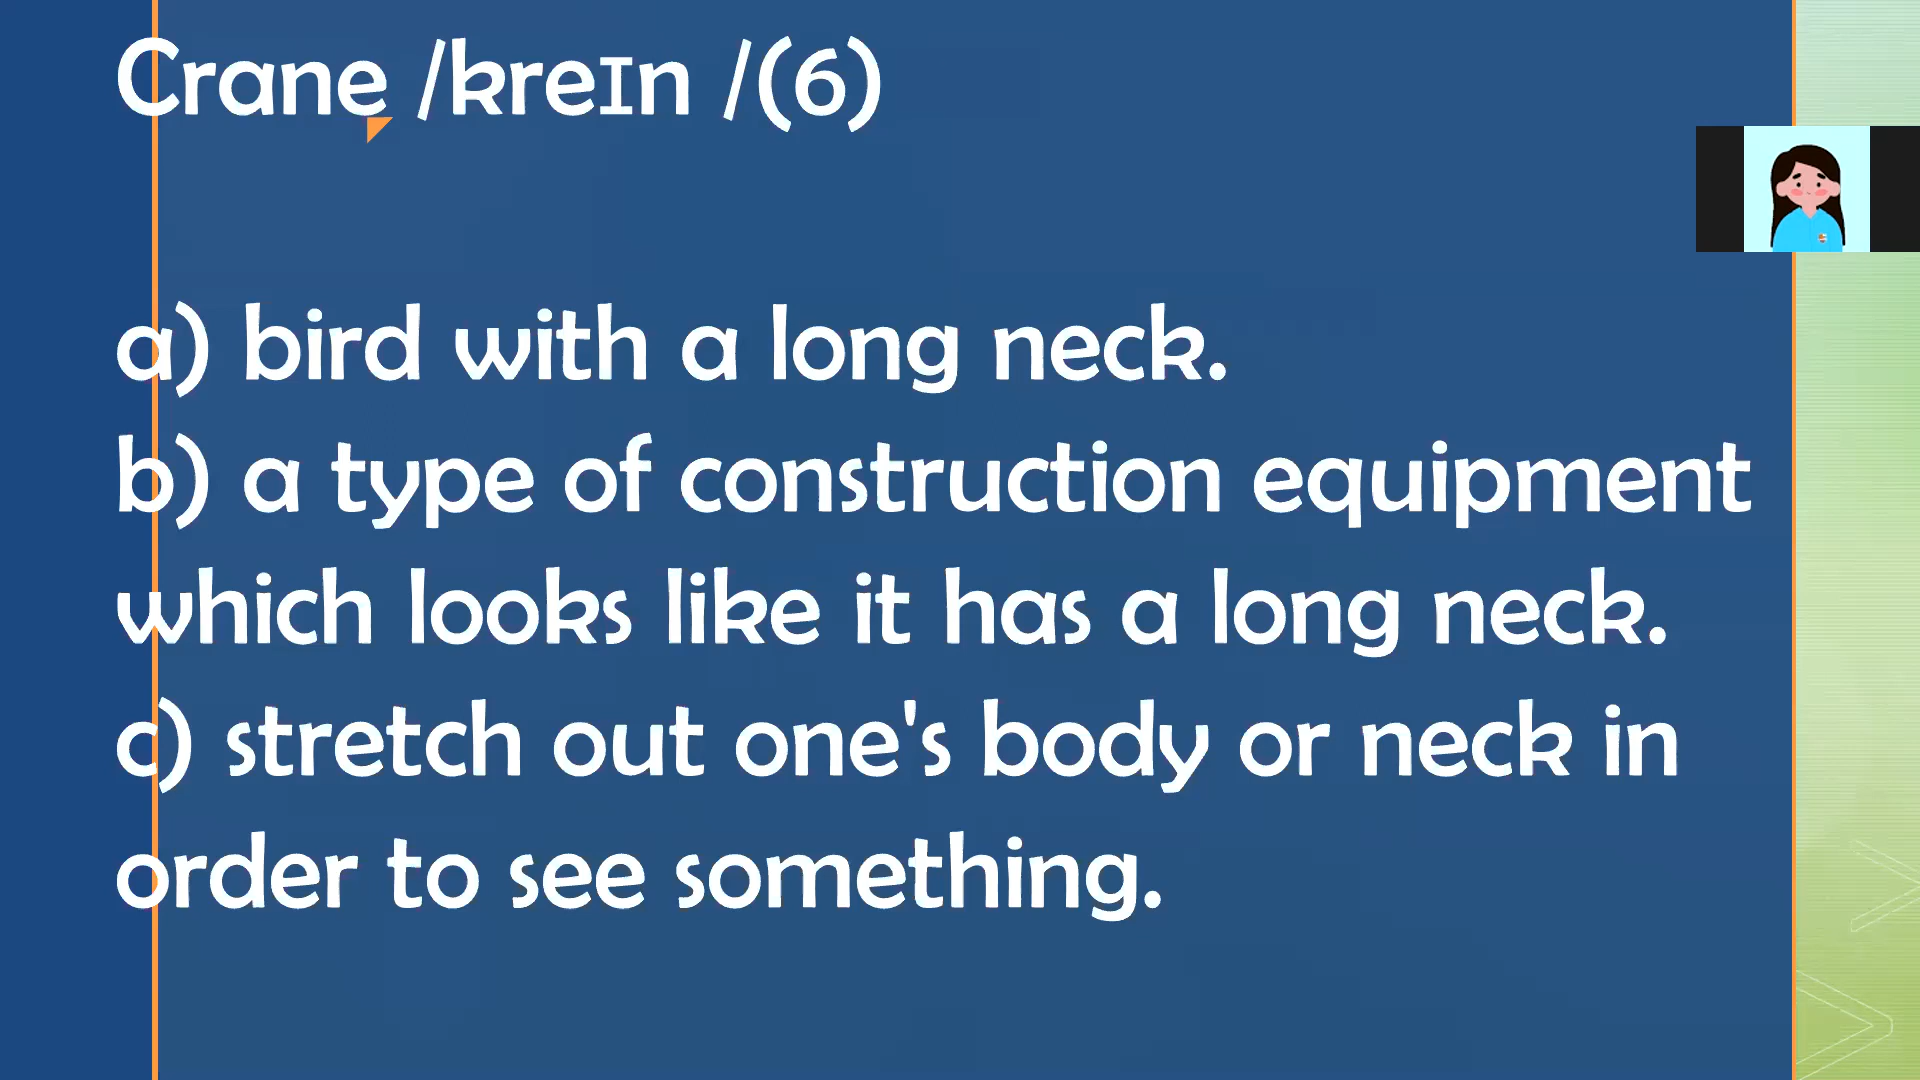 Crane /kreɪn /(6)
a) bird with a long neck.
b) a type of construction equipment
which looks like it has a long neck.
c) stretch out one's body or neck in
order to see something.